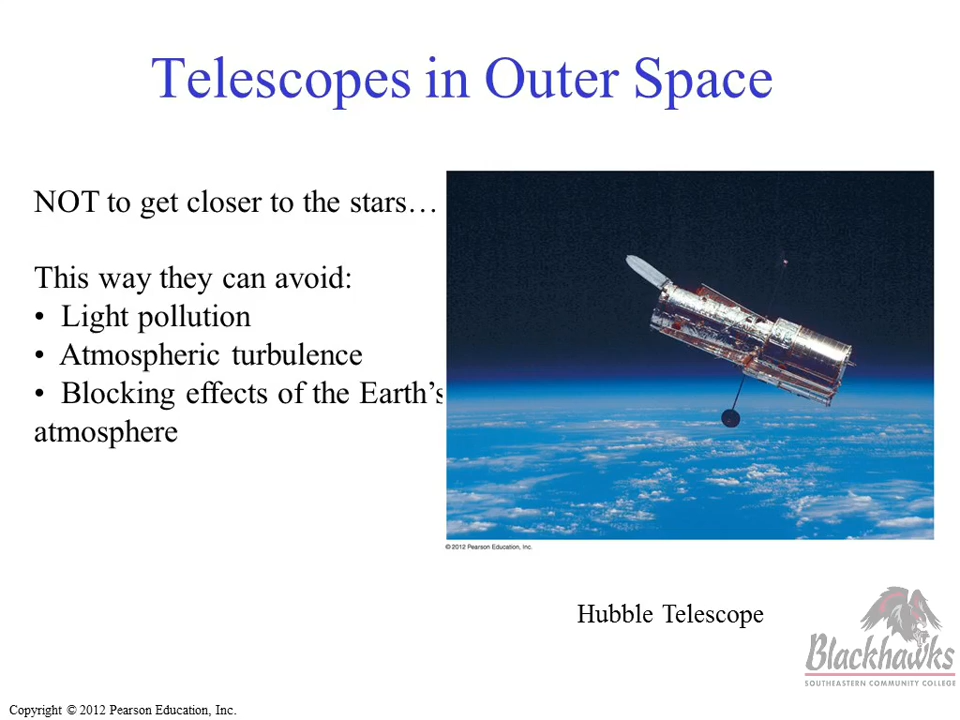 Telescopes in Outer Space
NOT to get closer to the stars…
This way they can avoid:
• Light pollution
• Atmospheric turbulence
• Blocking effects of the Earth’s
atmosphere
© 2012 Pearson Education, Inc.
Hubble Telescope
Blackhawks
SOUTHEASTERN COMMUNITY COLLEGE
Copyright © 2012 Pearson Education, Inc.